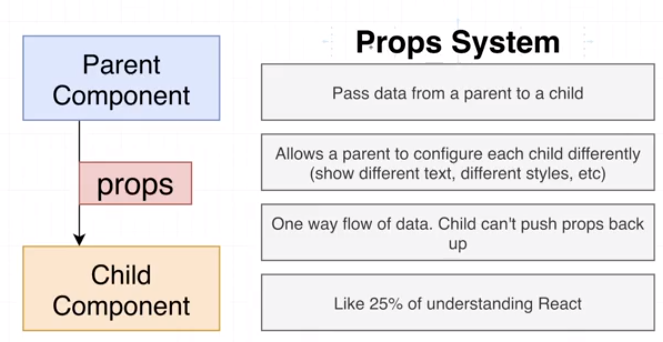 Props System
Parent
Component
props
Child
Component
Pass data from a parent to a child
Allows a parent to configure each child differently
(show different text, different styles, etc)
One way flow of data. Child can't push props back
up
Like 25% of understanding React